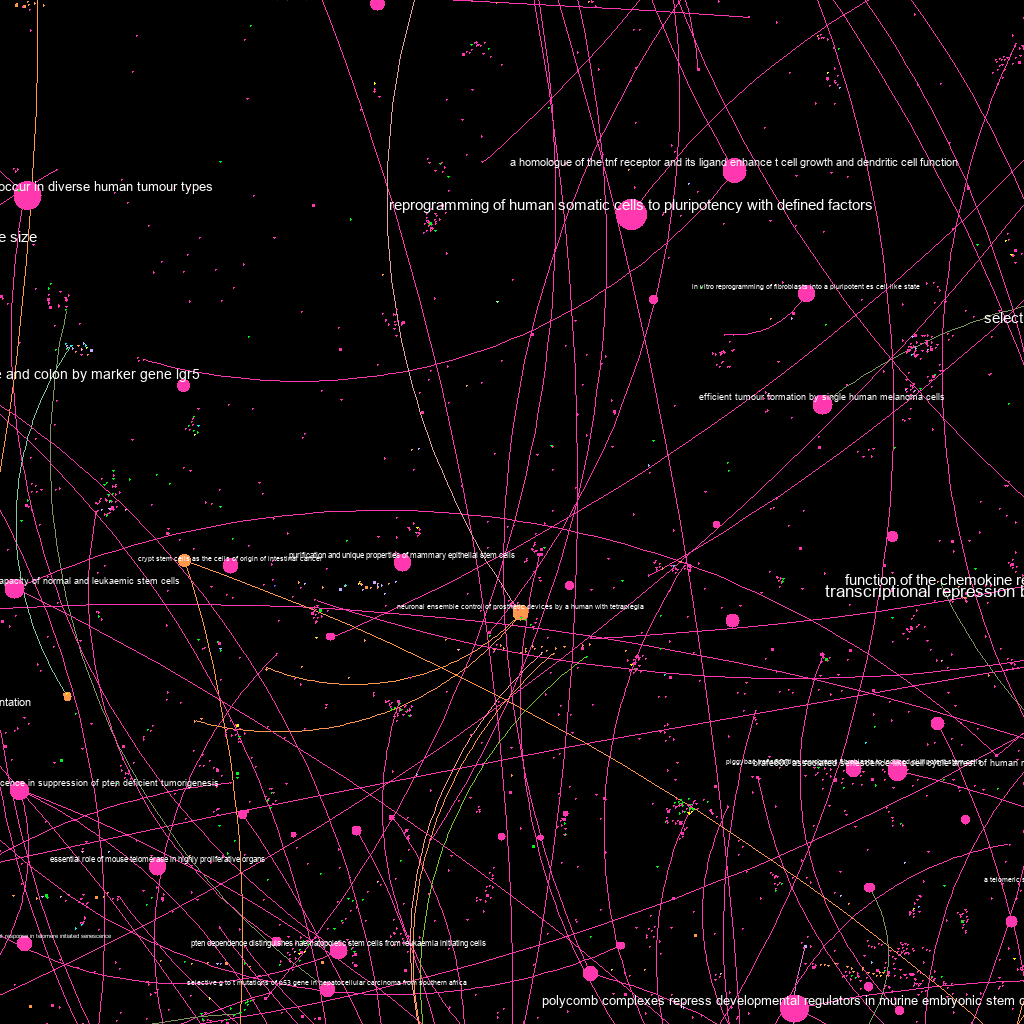 a homologue of the tnf receptor and its ligand enhance t cell growth and dendritic cell function
occur in diverse human tumour types
reprogramming of human somatic cells to pluripotency with defined factors
e size
in vitro reprogramming of fibroblasts into a pluripotent es cell like state
select
e and colon by marker gene lgr5
efficient tumour formation by single human melanoma cells
purification and unique properties of mammary epithelial stem cells
crypt stem cells as the cells of origin of intestinal cancer
apacity of normal and leukaemic stem cells
function of the chemokine re
transcriptional repression b
neuronal ensemble control of prosthetic devices by a human with tetraplegia
ntation
cence in suppression of pten deficient tumorigenesis
essential role of mouse telomerase in highly proliferative organs
a telomeric s
response in telomere initiated senescence
pten dependence distinguishes haematopoietic stem cells from leukaemia initiating cells
selective g to t mutations of p53 gene in hepatocellular carcinoma from southern africa
polycomb complexes repress developmental regulators in murine embryonic stem c